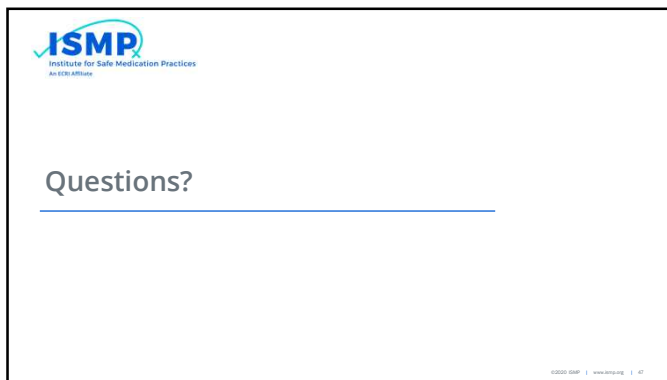 ISMP
Institute for Safe Medication Practices
An ECRI Affiliate
Questions?
©2020 ISMP | www.ismp.org | 47